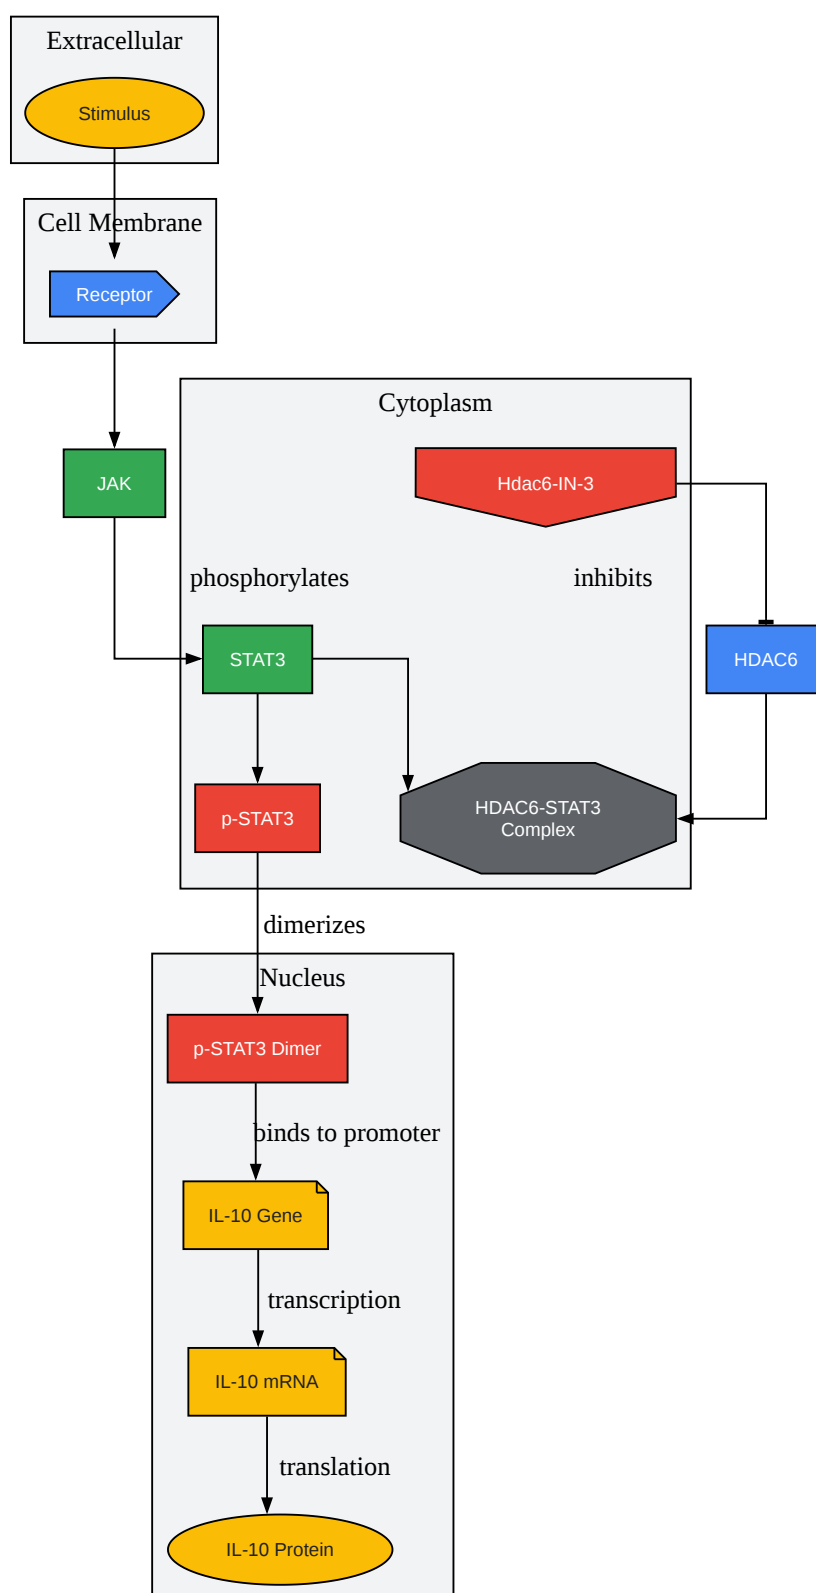 Extracellular
Stimulus
Cell Membrane
Receptor
Cytoplasm
JAK
Hdac6-IN-3
phosphorylates
inhibits
STAT3
HDAC6
p-STAT3
HDAC6-STAT3
Complex
dimerizes
Nucleus
p-STAT3 Dimer
binds to promoter
IL-10 Gene
transcription
IL-10 mRNA
translation
IL-10 Protein